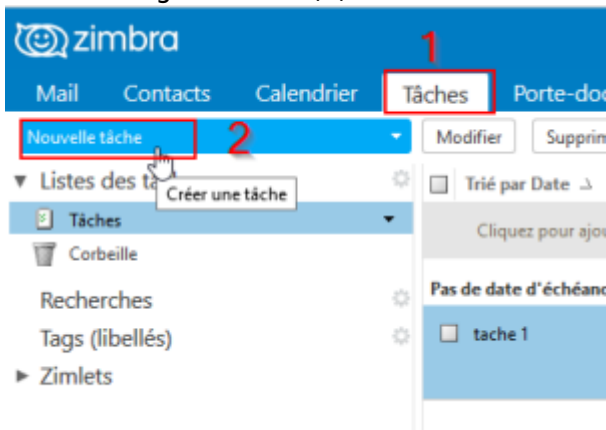 zimbra
1
Mail Contacts Calendrier Tâches Porte-doc
Nouvelle tâche 2 Modifier Supprim
Listes des tâ
Créer une tâche
Trié par Date
Tâches
Cliquez pour ajou
Corbeille
Pas de date d'échéanc
Recherches
tache 1
Tags (libellés)
Zimlets